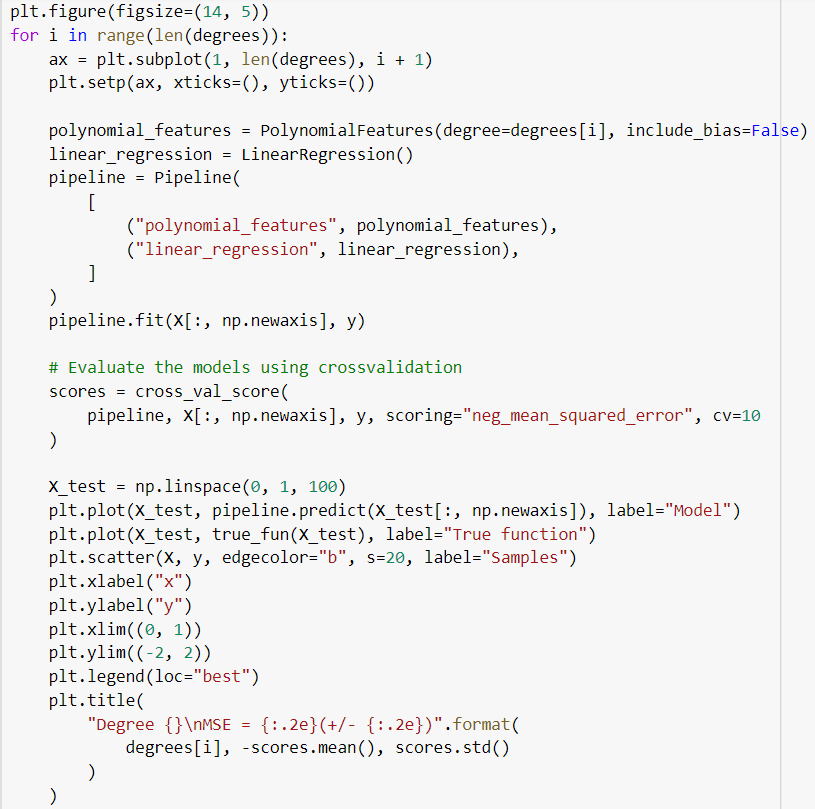 plt.figure(figsize=(14, 5))
for i in range(len(degrees)):
    ax = plt.subplot(1, len(degrees), i + 1)
    plt.setp(ax, xticks=(), yticks=())

    polynomial_features = PolynomialFeatures(degree=degrees[i], include_bias=False)
    linear_regression = LinearRegression()
    pipeline = Pipeline(
        [
            ("polynomial_features", polynomial_features),
            ("linear_regression", linear_regression),
        ]
    )
    pipeline.fit(X[:, np.newaxis], y)

    # Evaluate the models using crossvalidation
    scores = cross_val_score(
        pipeline, X[:, np.newaxis], y, scoring="neg_mean_squared_error", cv=10
    )

    X_test = np.linspace(0, 1, 100)
    plt.plot(X_test, pipeline.predict(X_test[:, np.newaxis]), label="Model")
    plt.plot(X_test, true_fun(X_test), label="True function")
    plt.scatter(X, y, edgecolor="b", s=20, label="Samples")
    plt.xlabel("x")
    plt.ylabel("y")
    plt.xlim((0, 1))
    plt.ylim((-2, 2))
    plt.legend(loc="best")
    plt.title(
        "Degree {}\nMSE = {:.2e}(+/- {:.2e})".format(
            degrees[i], -scores.mean(), scores.std()
        )
    )